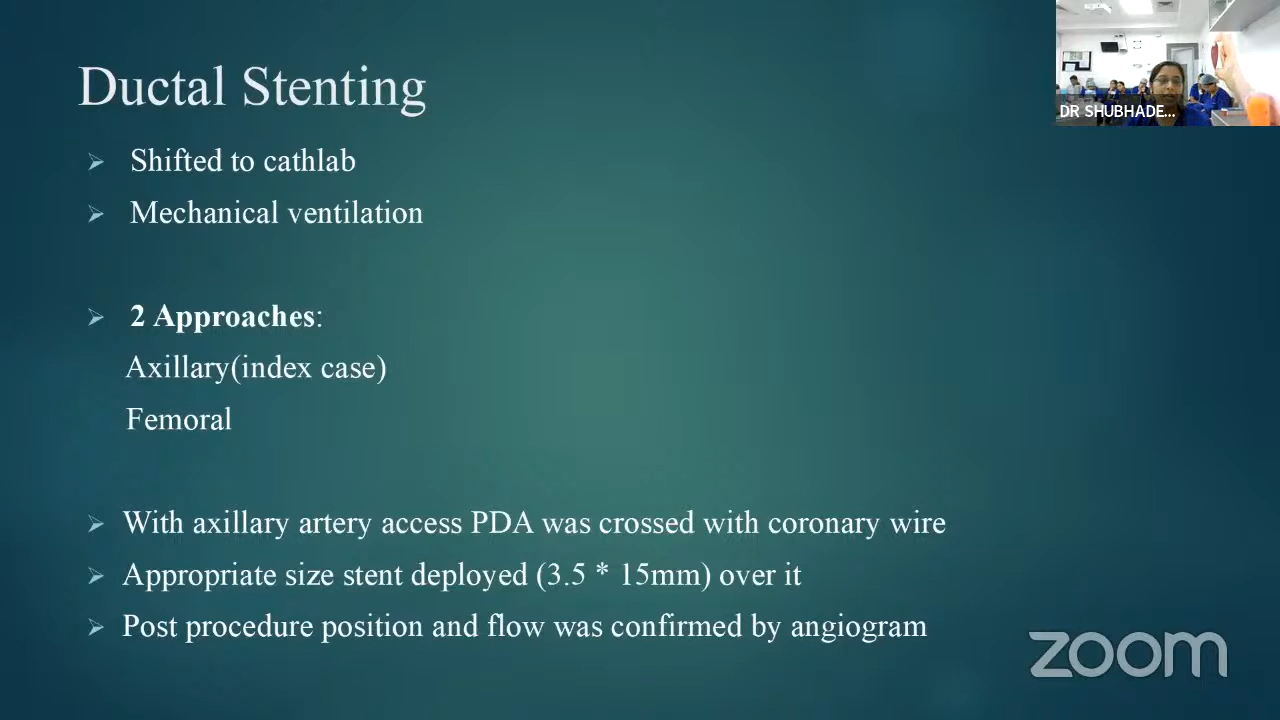 Ductal Stenting
DR SHUBHADE...
Shifted to cathlab
Mechanical ventilation
2 Approaches:
Axillary(index case)
Femoral
With axillary artery access PDA was crossed with coronary wire
Appropriate size stent deployed (3.5 * 15mm) over it
Post procedure position and flow was confirmed by angiogram
zoom